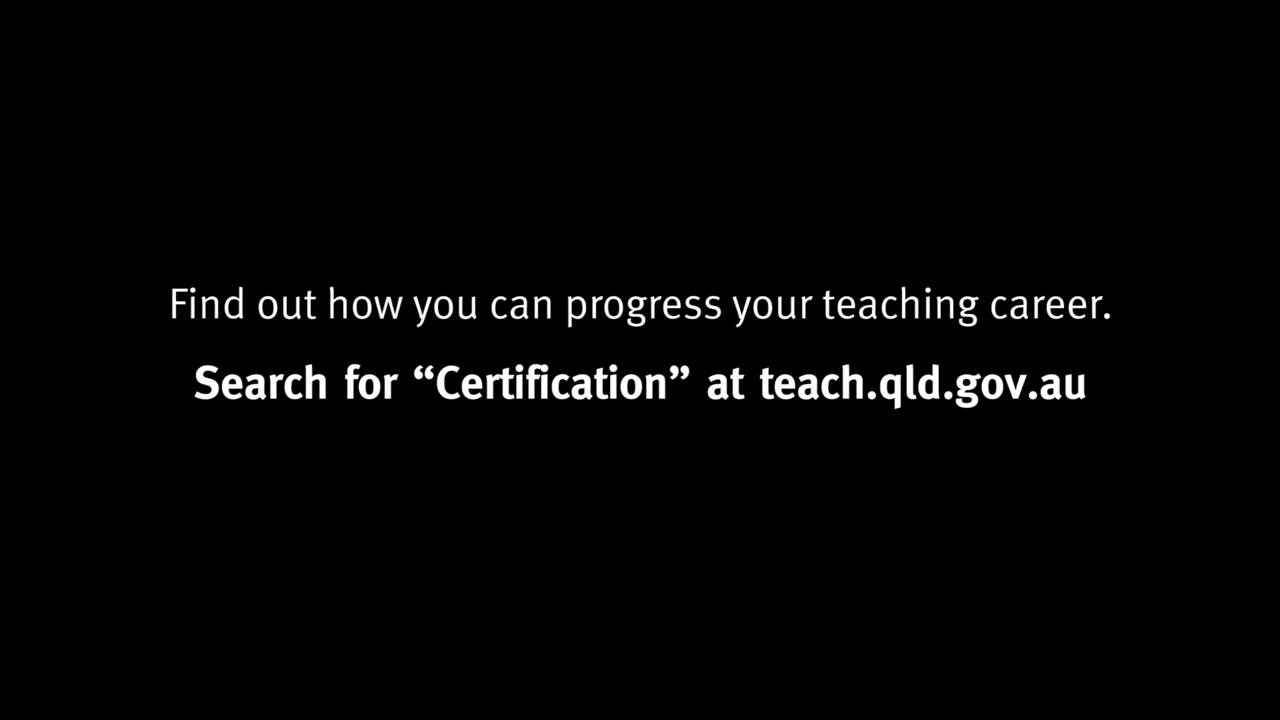 Find out how you can progress your teaching career.
Search for “Certification” at teach.qld.gov.au